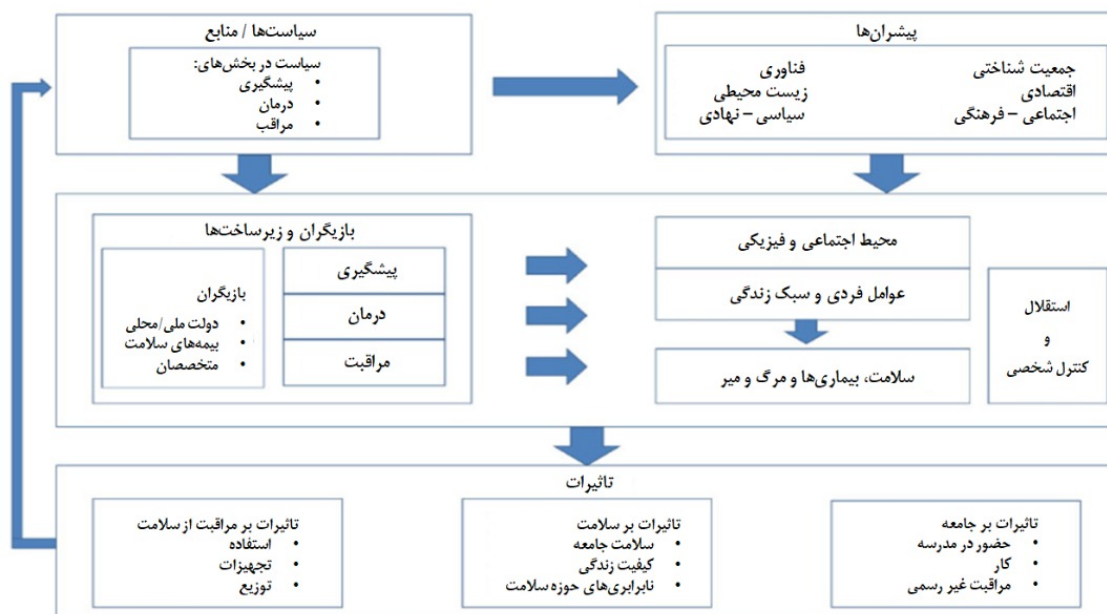 پیشران‌ها
جمعیت شناختی
اقتصادی
اجتماعی – فرهنگی
فناوری
زیست محیطی
سیاسی – نهادی
سیاست‌ها / منابع
سیاست در بخش‌های:
• پیشگیری
• درمان
• مراقب
محیط اجتماعی و فیزیکی
عوامل فردی و سبک زندگی
سلامت، بیماری‌ها و مرگ و میر
استقلال
و
کنترل شخصی
بازیگران و زیرساخت‌ها
پیشگیری
درمان
مراقبت
بازیگران
• دولت ملی/محلی
• بیمه‌های سلامت
• متخصصان
تاثیرات
تاثیرات بر جامعه
• حضور در مدرسه
• کار
• مراقبت غیر رسمی
تاثیرات بر سلامت
• سلامت جامعه
• کیفیت زندگی
• نابرابری‌های حوزه سلامت
تاثیرات بر مراقبت از سلامت
• استفاده
• تجهیزات
• توزیع